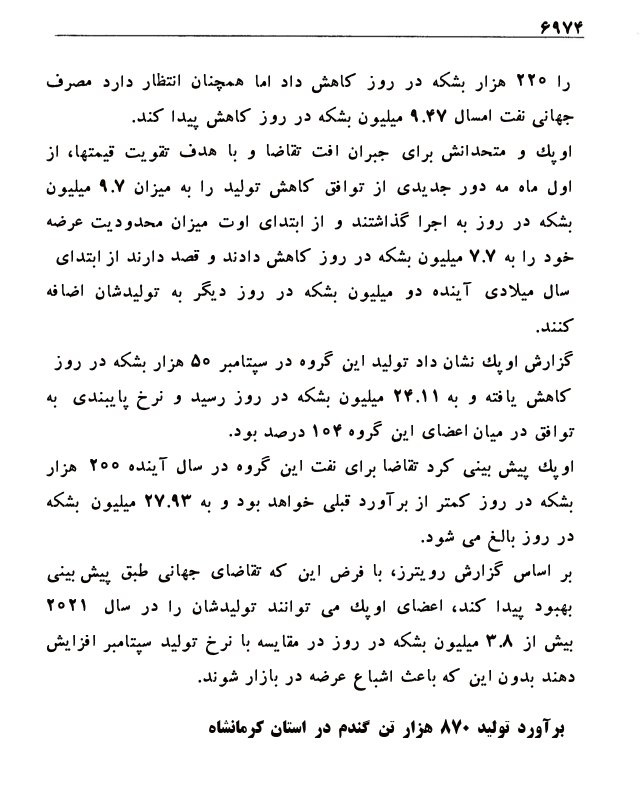 ۶۹۷۴
را ۲۲۰ هزار بشکه در روز کاهش داد اما همچنان انتظار دارد مصرف
جهانی نفت امسال ۹.۴۷ میلیون بشکه در روز کاهش پیدا کند.
اوپك و متحدانش برای جبران افت تقاضا و با هدف تقویت قیمتها، از
اول ماه مه دور جدیدی از توافق کاهش تولید را به میزان ۹.۷ میلیون
بشکه در روز به اجرا گذاشتند و از ابتدای اوت میزان محدودیت عرضه
خود را به ۷.۷ میلیون بشکه در روز کاهش دادند و قصد دارند از ابتدای
سال میلادی آینده دو میلیون بشکه در روز دیگر به تولیدشان اضافه
کنند.
گزارش اوپك نشان داد تولید این گروه در سپتامبر ۵۰ هزار بشکه در روز
کاهش یافته و به ۲۴.۱۱ میلیون بشکه در روز رسید و نرخ پایبندی به
توافق در میان اعضای این گروه ۱۰۴ درصد بود.
اوپك پیش بینی کرد تقاضا برای نفت این گروه در سال آینده ۲۰۰ هزار
بشکه در روز کمتر از برآورد قبلی خواهد بود و به ۲۷.۹۳ میلیون بشکه
در روز بالغ می شود.
بر اساس گزارش رویترز، با فرض این که تقاضای جهانی طبق پیش بینی
بهبود پیدا کند، اعضای اوپك می توانند تولیدشان را در سال ۲۰۲۱
بیش از ۳.۸ میلیون بشکه در روز در مقایسه با نرخ تولید سپتامبر افزایش
دهند بدون این که باعث اشباع عرضه در بازار شوند.
برآورد تولید ۸۷۰ هزار تن گندم در استان کرمانشاه